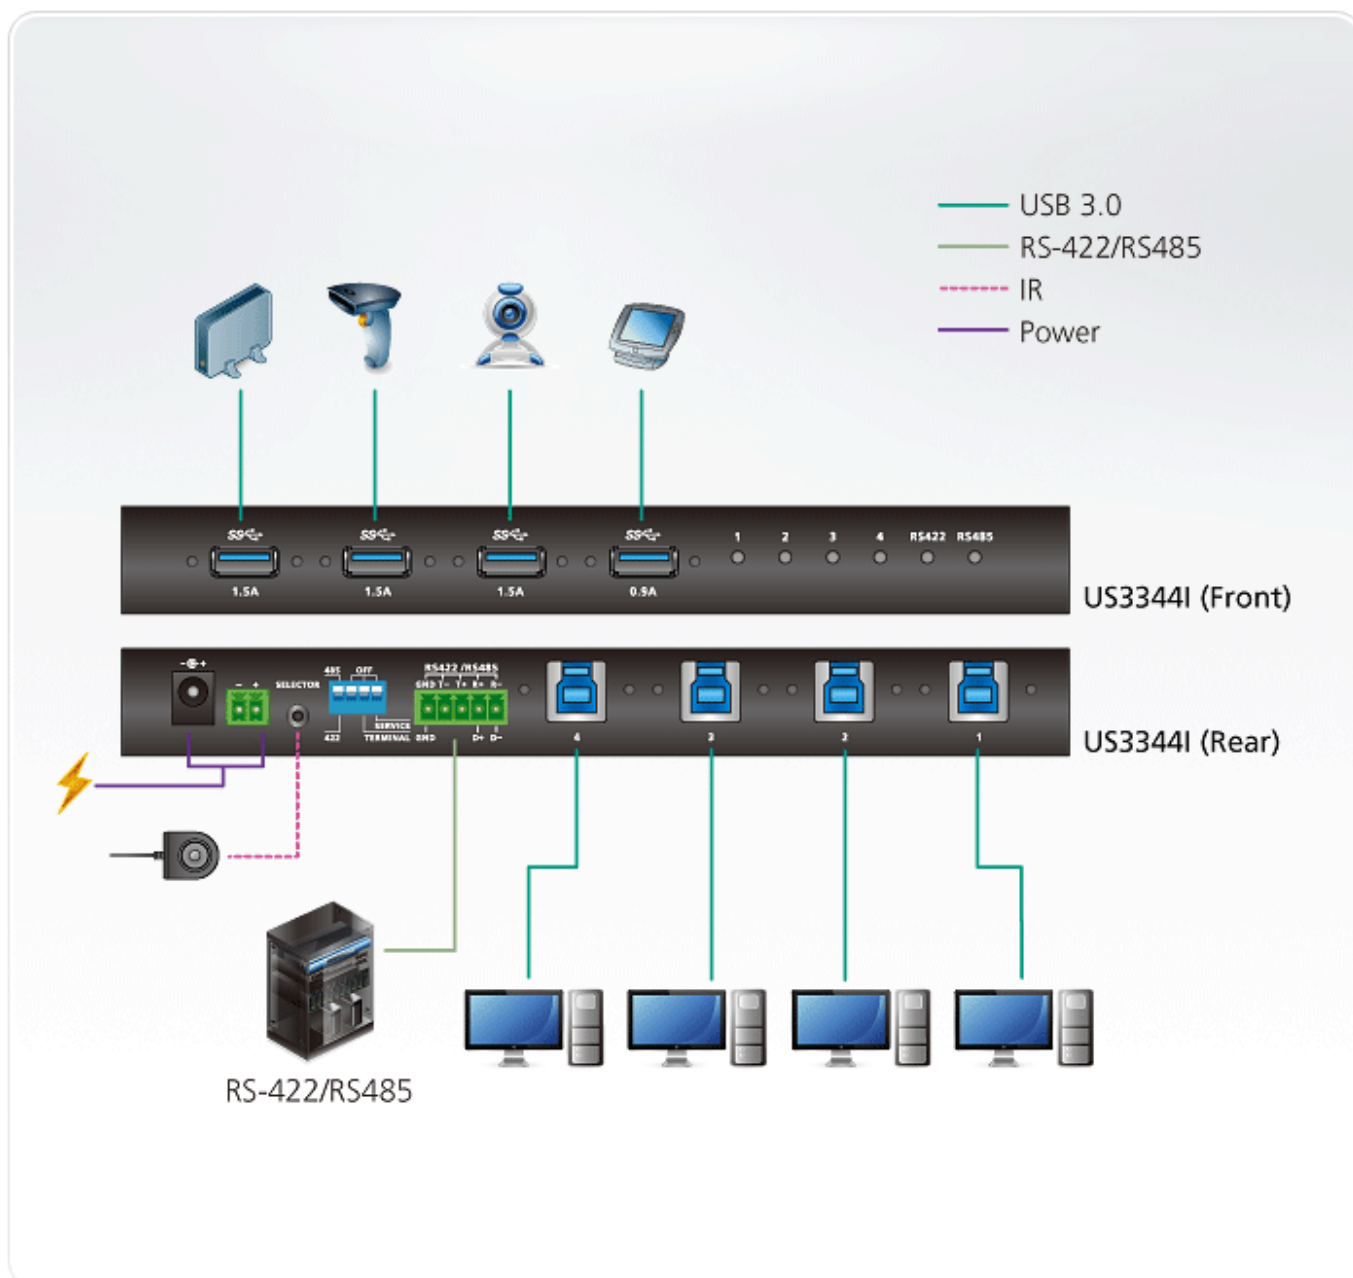 USB 3.0
RS-422/RS485
IR
Power
SS SS SS SS 1 2 3 4 RS422 RS485
1.5A 1.5A 1.5A 0.9A
US3344I (Front)
485 OFF RS422 /RS485
- + SELECTOR GND T- T+ R+ R-
SERVICE
422 TERMINAL GND D+ D- 4 3 2 1
US3344I (Rear)
RS-422/RS485